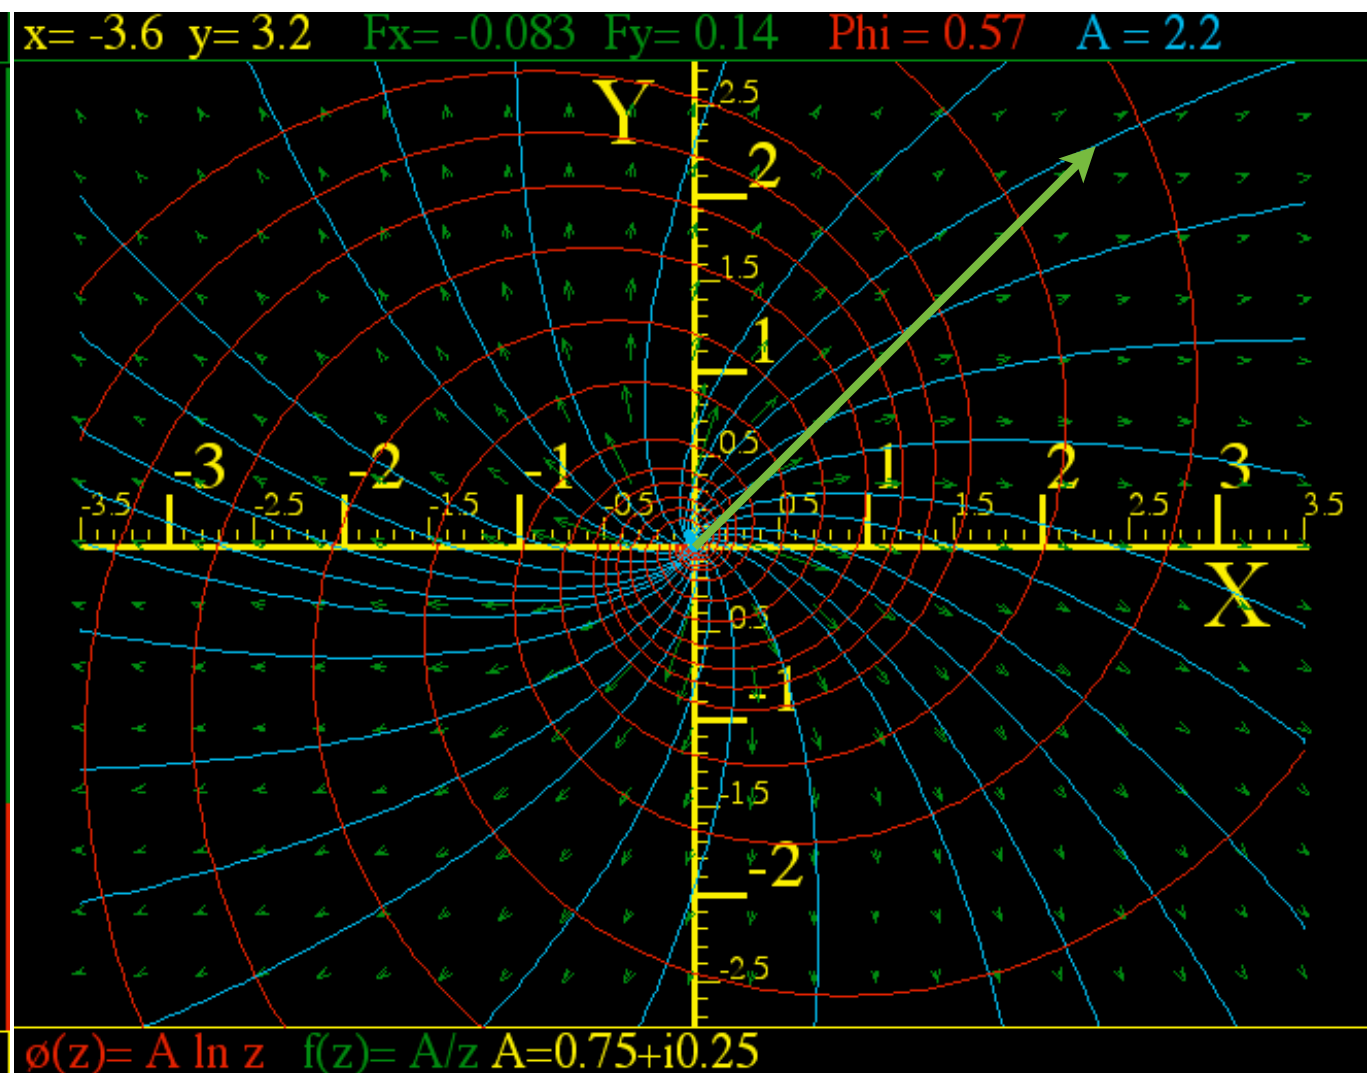 x= -3.6 y= 3.2 Fx= -0.083 Fy= 0.14 Phi = 0.57 A = 2.2
Y
2.5
2
1.5
1
0.5
-3 -2 -1 1 2 3
-3.5 -2.5 -1.5 -0.5 0.5 1.5 2.5 3.5
X
0.5
-1
-1.5
-2
-2.5
ø(z)= A ln z f(z)= A/z A=0.75+i0.25